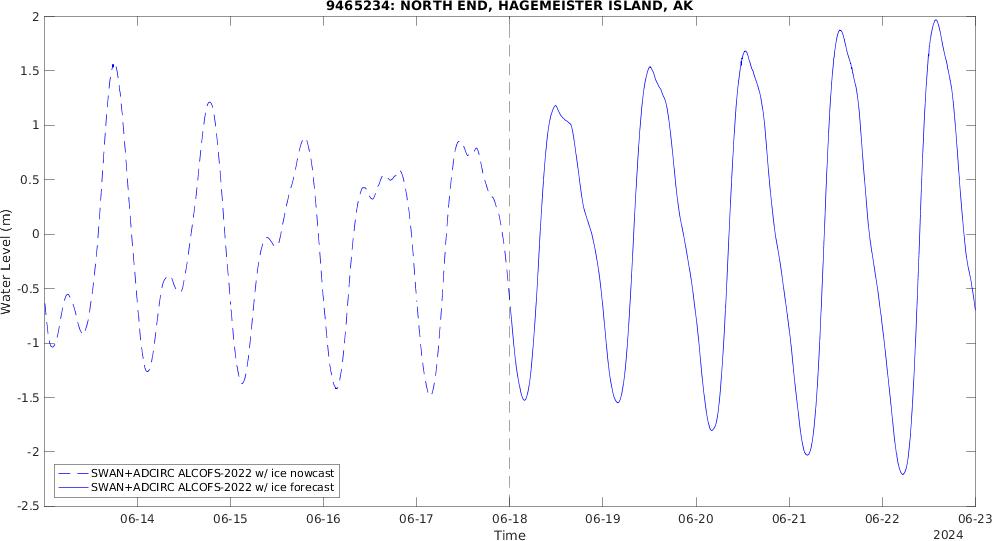 9465234: NORTH END, HAGEMEISTER ISLAND, AK
2
1.5
1
0.5
0
-0.5
-1
-1.5
-2
-2.5
Water Level (m)
SWAN+ADCIRC ALCOFS-2022 w/ ice nowcast
SWAN+ADCIRC ALCOFS-2022 w/ ice forecast
06-14 06-15 06-16 06-17 06-18 06-19 06-20 06-21 06-22 06-23
Time
2024